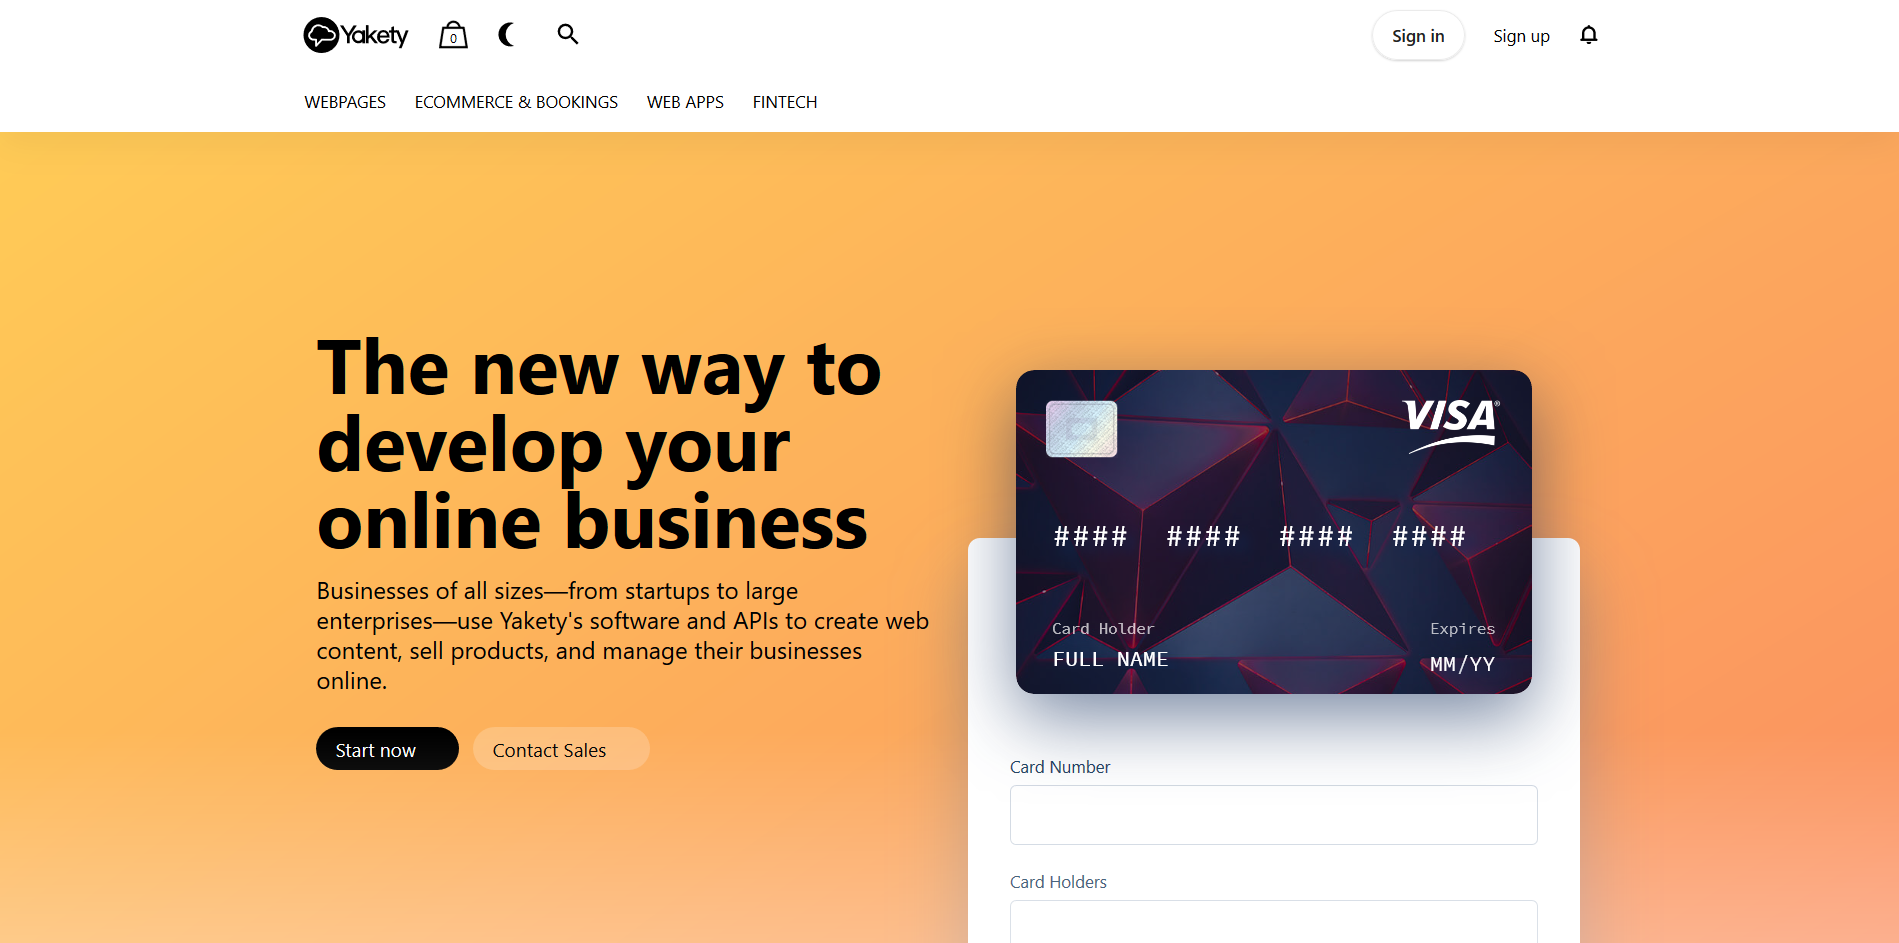 Yakety
0
Sign in
Sign up
WEBPAGES
ECOMMERCE & BOOKINGS
WEB APPS
FINTECH
The new way to
develop your
online business
Businesses of all sizes—from startups to large
enterprises—use Yakety's software and APIs to create web
content, sell products, and manage their businesses
online.
Start now
Contact Sales
VISA®
#### #### #### ####
Card Holder
FULL NAME
Expires
MM/YY
Card Number
Card Holders